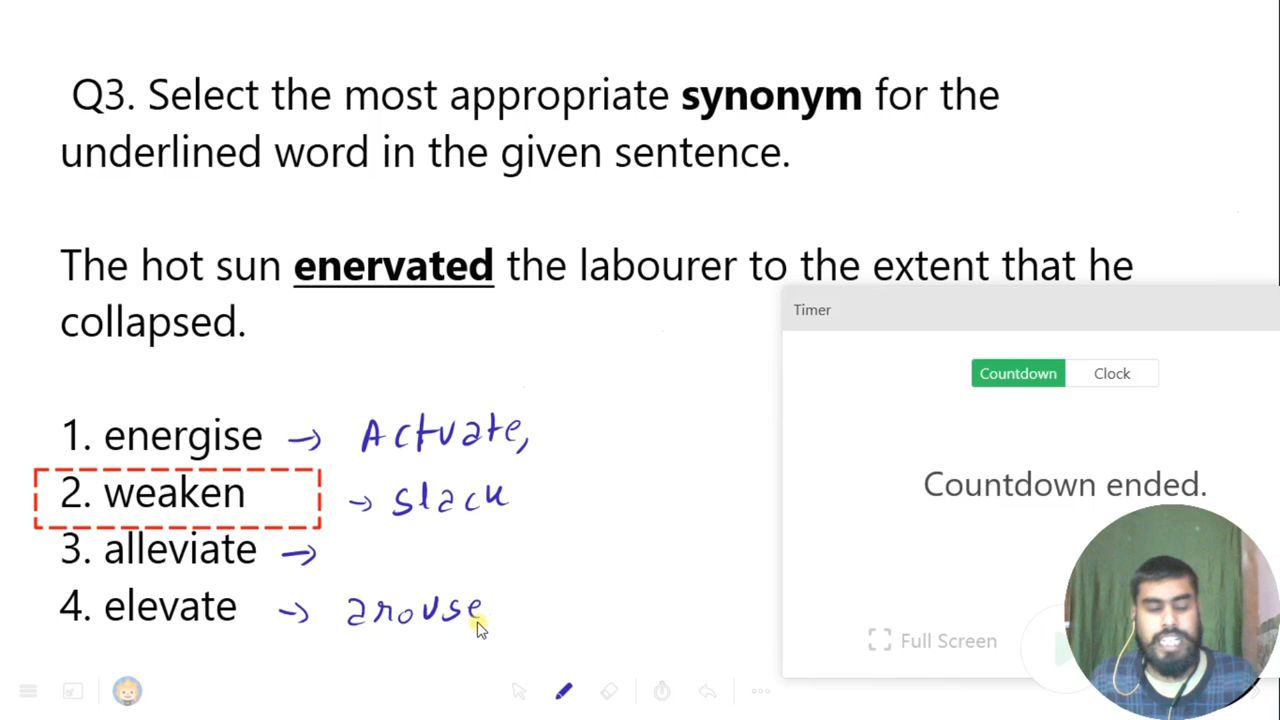 Q3. Select the most appropriate synonym for the
underlined word in the given sentence.
The hot sun enervated the labourer to the extent that he
collapsed.
Timer
Countdown Clock
Countdown ended.
1. energise → Actuate,
2. weaken → slack
3. alleviate →
4. elevate → arouse
Full Screen